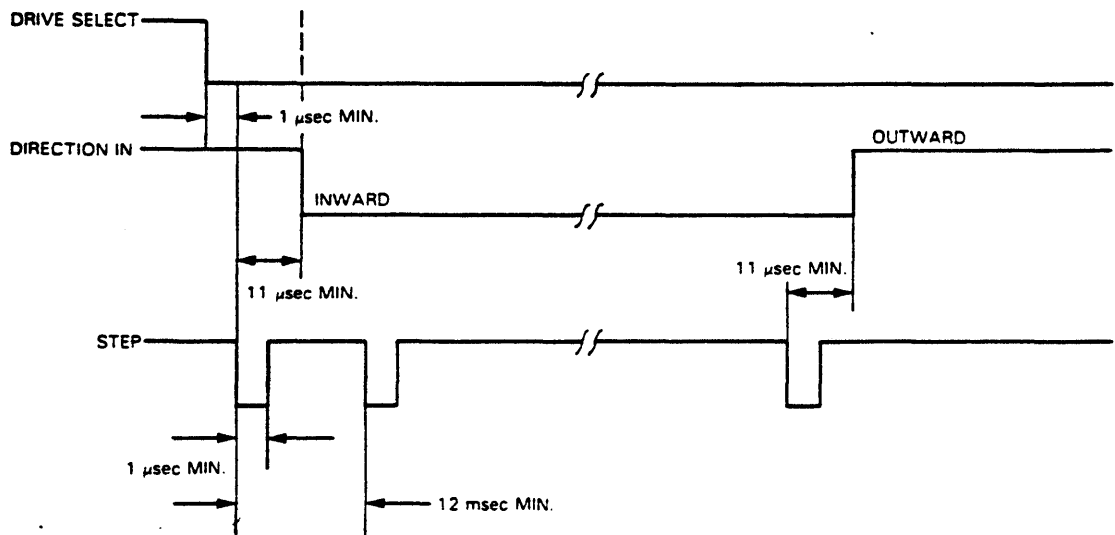 DRIVE SELECT
1 μsec MIN.
DIRECTION IN
OUTWARD
INWARD
11 μsec MIN.
11 μsec MIN.
STEP
1 μsec MIN.
12 msec MIN.